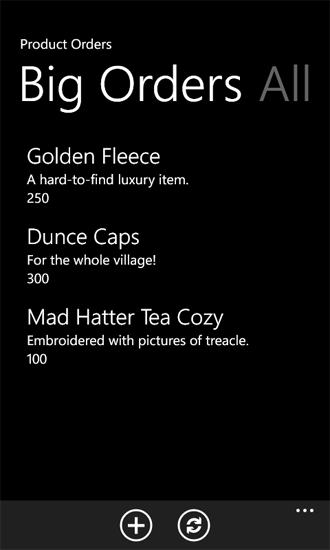 Product Orders
Big Orders All
Golden Fleece
A hard-to-find luxury item.
250
Dunce Caps
For the whole village!
300
Mad Hatter Tea Cozy
Embroidered with pictures of treacle.
100